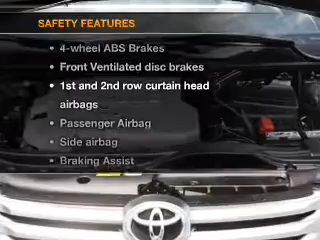 SAFETY FEATURES
• 4-wheel ABS Brakes
• Front Ventilated disc brakes
• 1st and 2nd row curtain head
airbags
• Passenger Airbag
• Side airbag
• Braking Assist